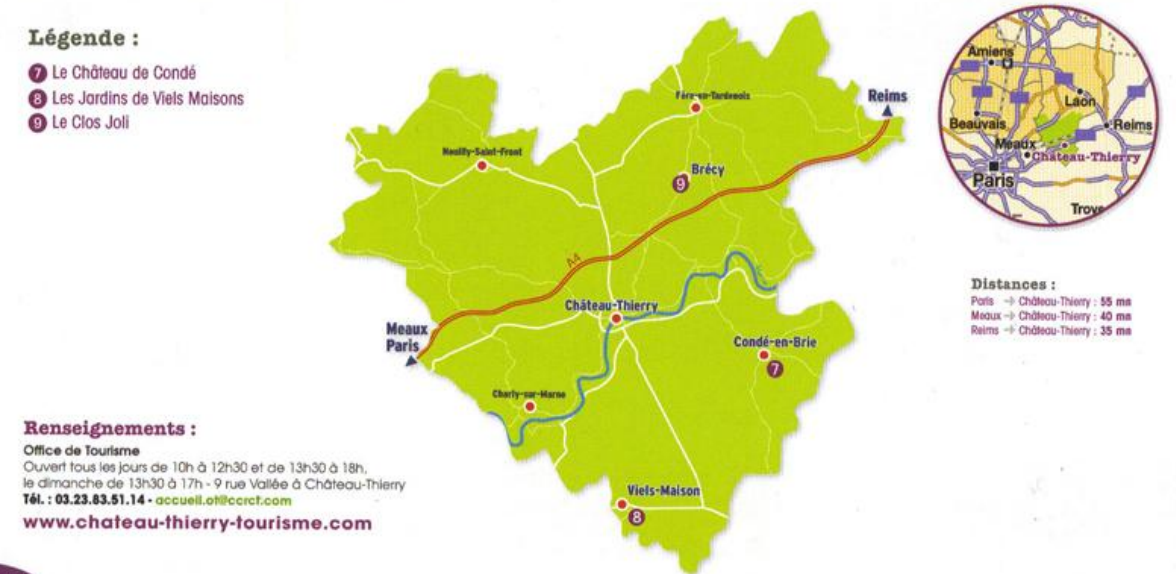 Légende :
7 Le Château de Condé
8 Les Jardins de Viels Maisons
9 Le Clos Joli
Fère-en-Tardenois
Reims
Neuilly-Saint-Front
Brécy
9
A4
Château-Thierry
Meaux
Paris
Condé-en-Brie
7
Charly-sur-Marne
Viels-Maison
8
Amiens
Laon
Beauvais
Reims
Meaux
Château-Thierry
Paris
Troye
Distances :
Paris → Château-Thierry : 55 mn
Meaux → Château-Thierry : 40 mn
Reims → Château-Thierry : 35 mn
Renseignements :
Office de Tourisme
Ouvert tous les jours de 10h à 12h30 et de 13h30 à 18h,
le dimanche de 13h30 à 17h - 9 rue Vallée à Château-Thierry
Tél. : 03.23.83.51.14 - accueil.ot@ccrct.com
www.chateau-thierry-tourisme.com